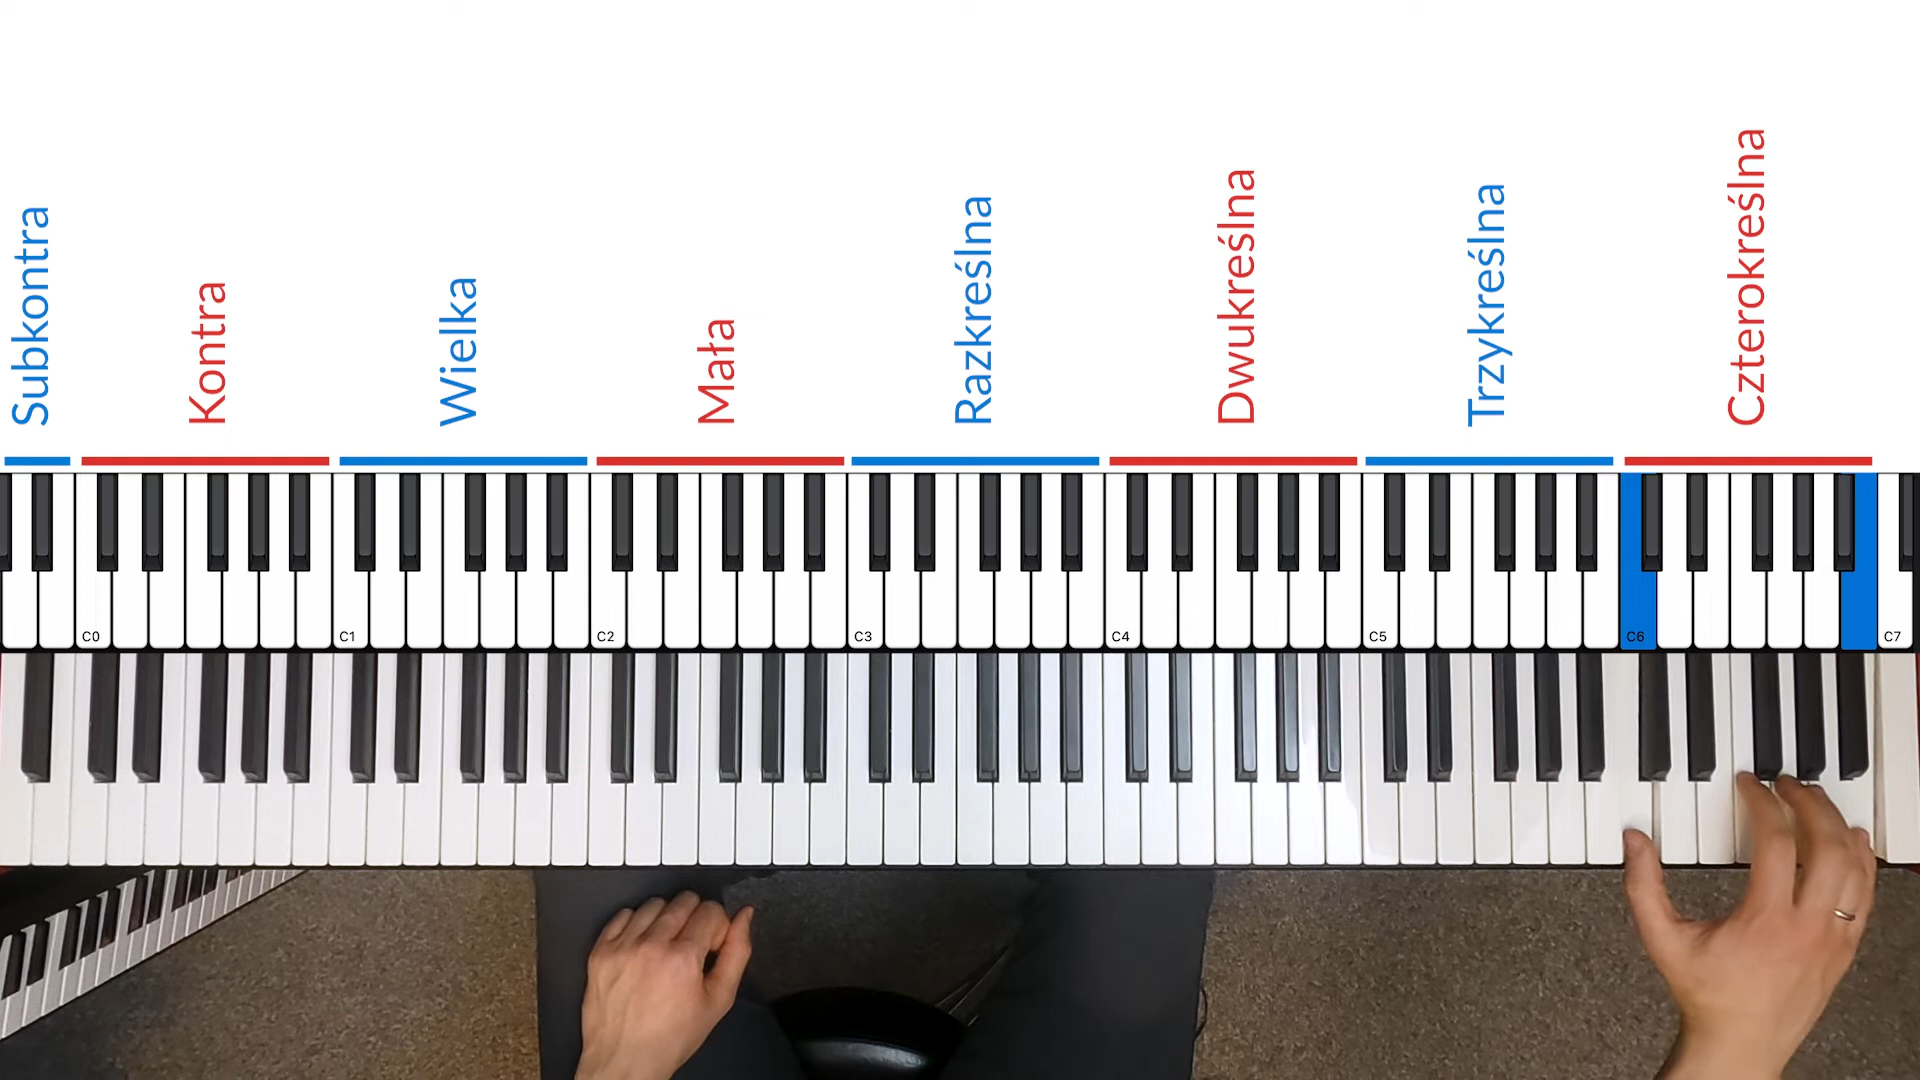 Subkontra
Kontra
Wielka
Mała
Razkreślna
Dwukreślna
Trzykreślna
Czterokreślna
C0
C1
C2
C3
C4
C5
C6
C7